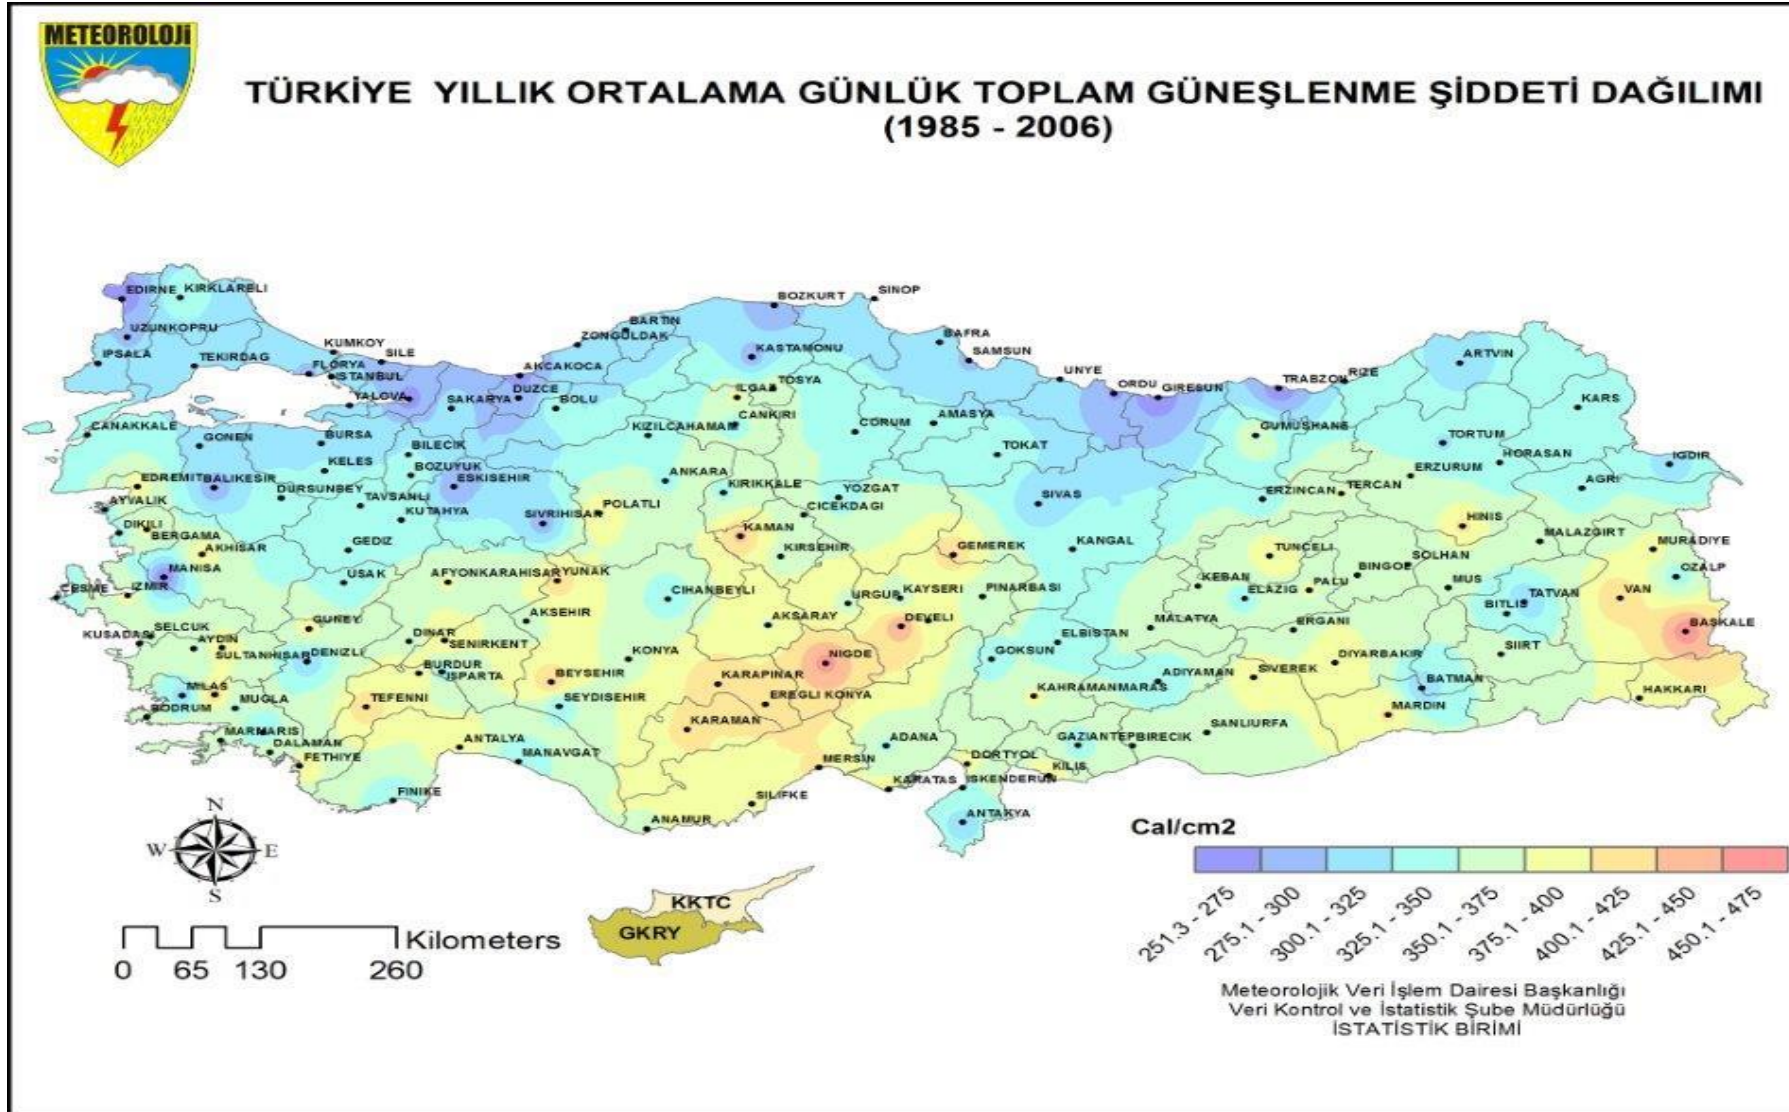 METEOROLOJi
TÜRKİYE YILLIK ORTALAMA GÜNLÜK TOPLAM GÜNEŞLENME ŞİDDETİ DAĞILIMI
(1985 - 2006)
EDIRNE
KIRKLARELI
UZUNKOPRU
IPSALA
TEKIRDAG
KUMKOY
SILE
FLORYA
ISTANBUL
YALOVA
SAKARYA
AKCAKOCA
DUZCE
BOLU
ZONGULDAK
BARTIN
BOZKURT
SINOP
KASTAMONU
BAFRA
SAMSUN
UNYE
ORDU
GIRESUN
TRABZON
RIZE
ARTVIN
KARS
ILGAZ
TOSYA
CANKIRI
KIZILCAHAMAM
CORUM
AMASYA
TOKAT
GUMUSHANE
TORTUM
HORASAN
IGDIR
CANAKKALE
GONEN
BURSA
BILECIK
KELES
BOZUYUK
EDREMIT
BALIKESIR
DURSUNBEY
TAVSANLI
ESKISEHIR
ANKARA
KIRIKKALE
YOZGAT
CICEKDAGI
SIVAS
ERZINCAN
TERCAN
ERZURUM
AGRI
AYVALIK
DIKILI
BERGAMA
AKHISAR
KUTAHYA
SIVRIHISAR
POLATLI
KAMAN
KIRSEHIR
GEMEREK
KANGAL
TUNCELI
HINIS
SOLHAN
MALAZGIRT
MURADIYE
GEDIZ
MANISA
CESME
IZMIR
USAK
AFYONKARAHISAR
YUNAK
CIHANBEYLI
URGUP
KAYSERI
PINARBASI
KEBAN
ELAZIG
PALU
BINGOL
MUS
BITLIS
TATVAN
OZALP
VAN
KUSADASI
SELCUK
AYDIN
SULTANHISAR
GUNEY
DENIZLI
DINAR
SENIRKENT
AKSEHIR
AKSARAY
DEVELI
NIGDE
ELBISTAN
GOKSUN
MALATYA
ERGANI
DIYARBAKIR
SIIRT
BASKALE
MILAS
BODRUM
MUGLA
TEFENNI
BURDUR
ISPARTA
BEYSEHIR
SEYDISEHIR
KONYA
KARAPINAR
EREGLI KONYA
KARAMAN
KAHRAMANMARAS
ADIYAMAN
SIVEREK
BATMAN
MARDIN
HAKKARI
MARMARIS
DALAMAN
FETHIYE
ANTALYA
MANAVGAT
FINIKE
ANAMUR
SILIFKE
MERSIN
ADANA
KARATAS
DORTYOL
ISKENDERUN
ANTAKYA
GAZIANTEP
BIRECIK
KILIS
SANLIURFA
N
W
E
S
KKTC
GKRY
Kilometers
0 65 130 260
Cal/cm2
251.3 - 275
275.1 - 300
300.1 - 325
325.1 - 350
350.1 - 375
375.1 - 400
400.1 - 425
425.1 - 450
450.1 - 475
Meteorolojik Veri İşlem Dairesi Başkanlığı
Veri Kontrol ve İstatistik Şube Müdürlüğü
İSTATİSTİK BİRİMİ